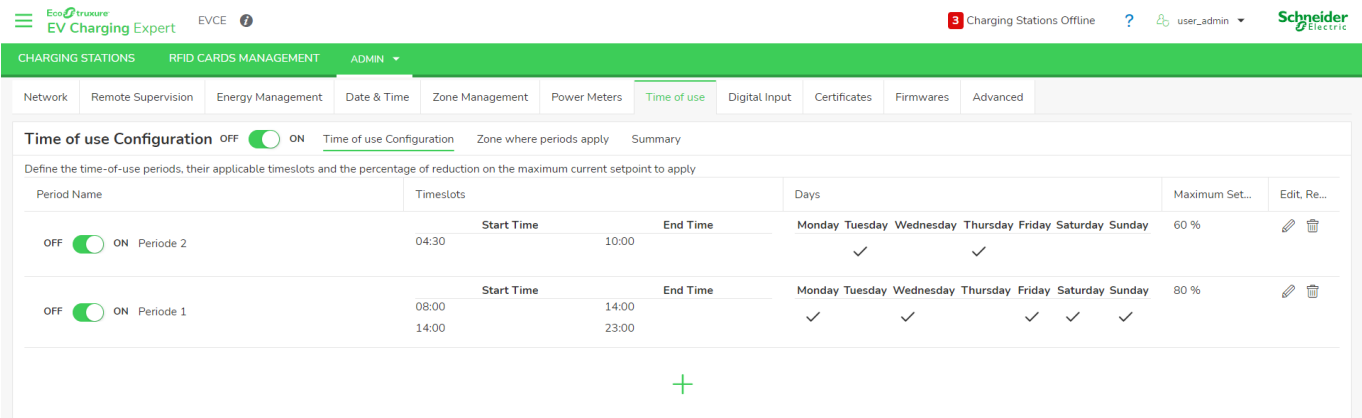 EcoStruxure
EV Charging Expert
EVCE
3 Charging Stations Offline ? user_admin
Schneider Electric
CHARGING STATIONS RFID CARDS MANAGEMENT ADMIN
Network Remote Supervision Energy Management Date & Time Zone Management Power Meters Time of use Digital Input Certificates Firmwares Advanced
Time of use Configuration OFF ON Time of use Configuration Zone where periods apply Summary
Define the time-of-use periods, their applicable timeslots and the percentage of reduction on the maximum current setpoint to apply
Period Name Timeslots Days Maximum Set... Edit, Re...
Start Time End Time Monday Tuesday Wednesday Thursday Friday Saturday Sunday 60 %
OFF ON Periode 2 04:30 10:00
Start Time End Time Monday Tuesday Wednesday Thursday Friday Saturday Sunday 80 %
OFF ON Periode 1 08:00 14:00
14:00 23:00